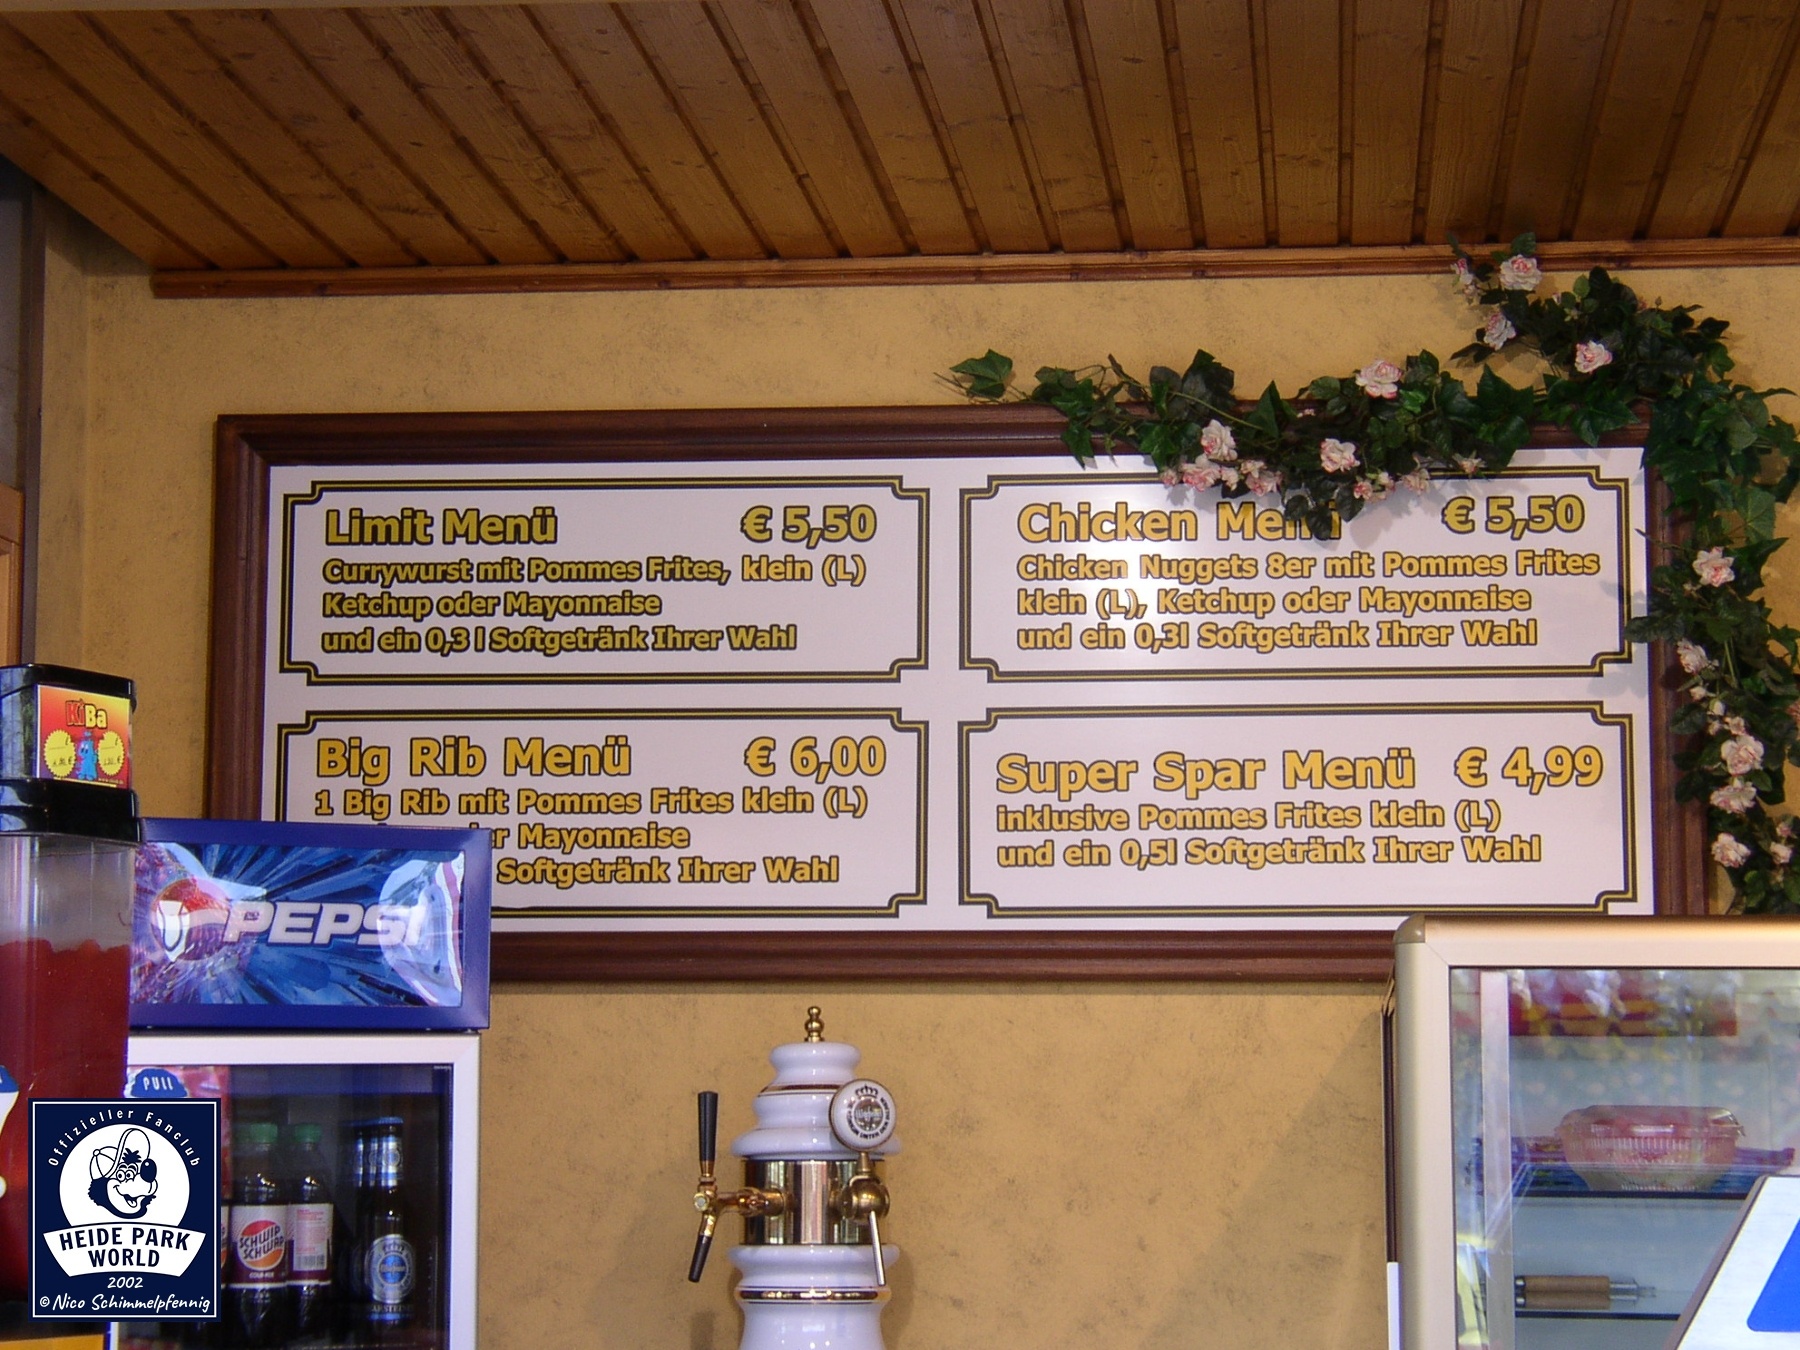 Limit Menü € 5,50
Currywurst mit Pommes Frites, klein (L)
Ketchup oder Mayonnaise
und ein 0,3 l Softgetränk Ihrer Wahl
Chicken Menü € 5,50
Chicken Nuggets 8er mit Pommes Frites
klein (L), Ketchup oder Mayonnaise
und ein 0,3l Softgetränk Ihrer Wahl
Big Rib Menü € 6,00
1 Big Rib mit Pommes Frites klein (L)
Mayonnaise
Softgetränk Ihrer Wahl
Super Spar Menü € 4,99
inklusive Pommes Frites klein (L)
und ein 0,5l Softgetränk Ihrer Wahl
KiBa
PEPSI
PULL
SCHWIP
SCHWAP
Offizieller Fanclub
HEIDE PARK
WORLD
2002
© Nico Schimmelpfennig